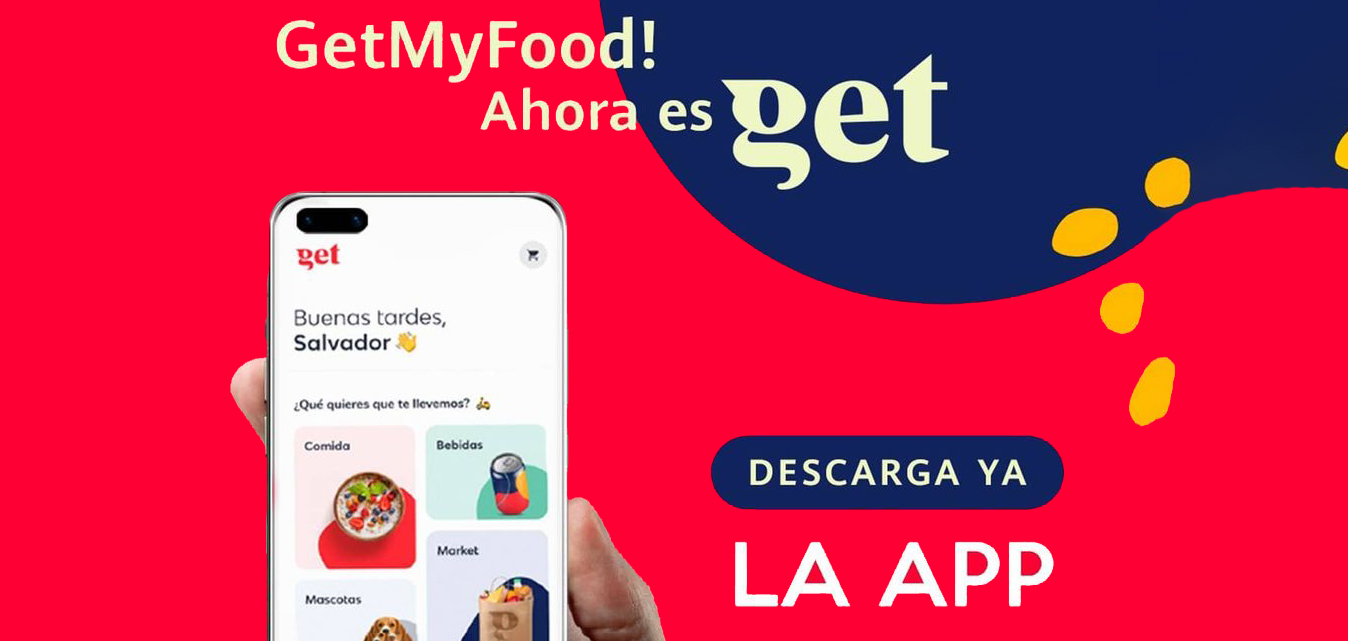 GetMyFood!
Ahora es get
get
Buenas tardes,
Salvador
¿Qué quieres que te llevemos?
Comida
Bebidas
Market
Mascotas
DESCARGA YA
LA APP